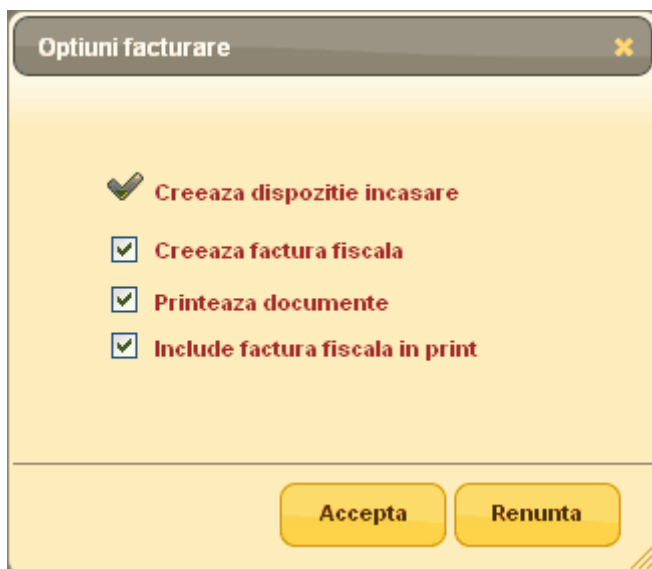 Optiuni facturare
Creeaza dispozitie incasare
Creeaza factura fiscala
Printeaza documente
Include factura fiscala in print
Accepta
Renunta